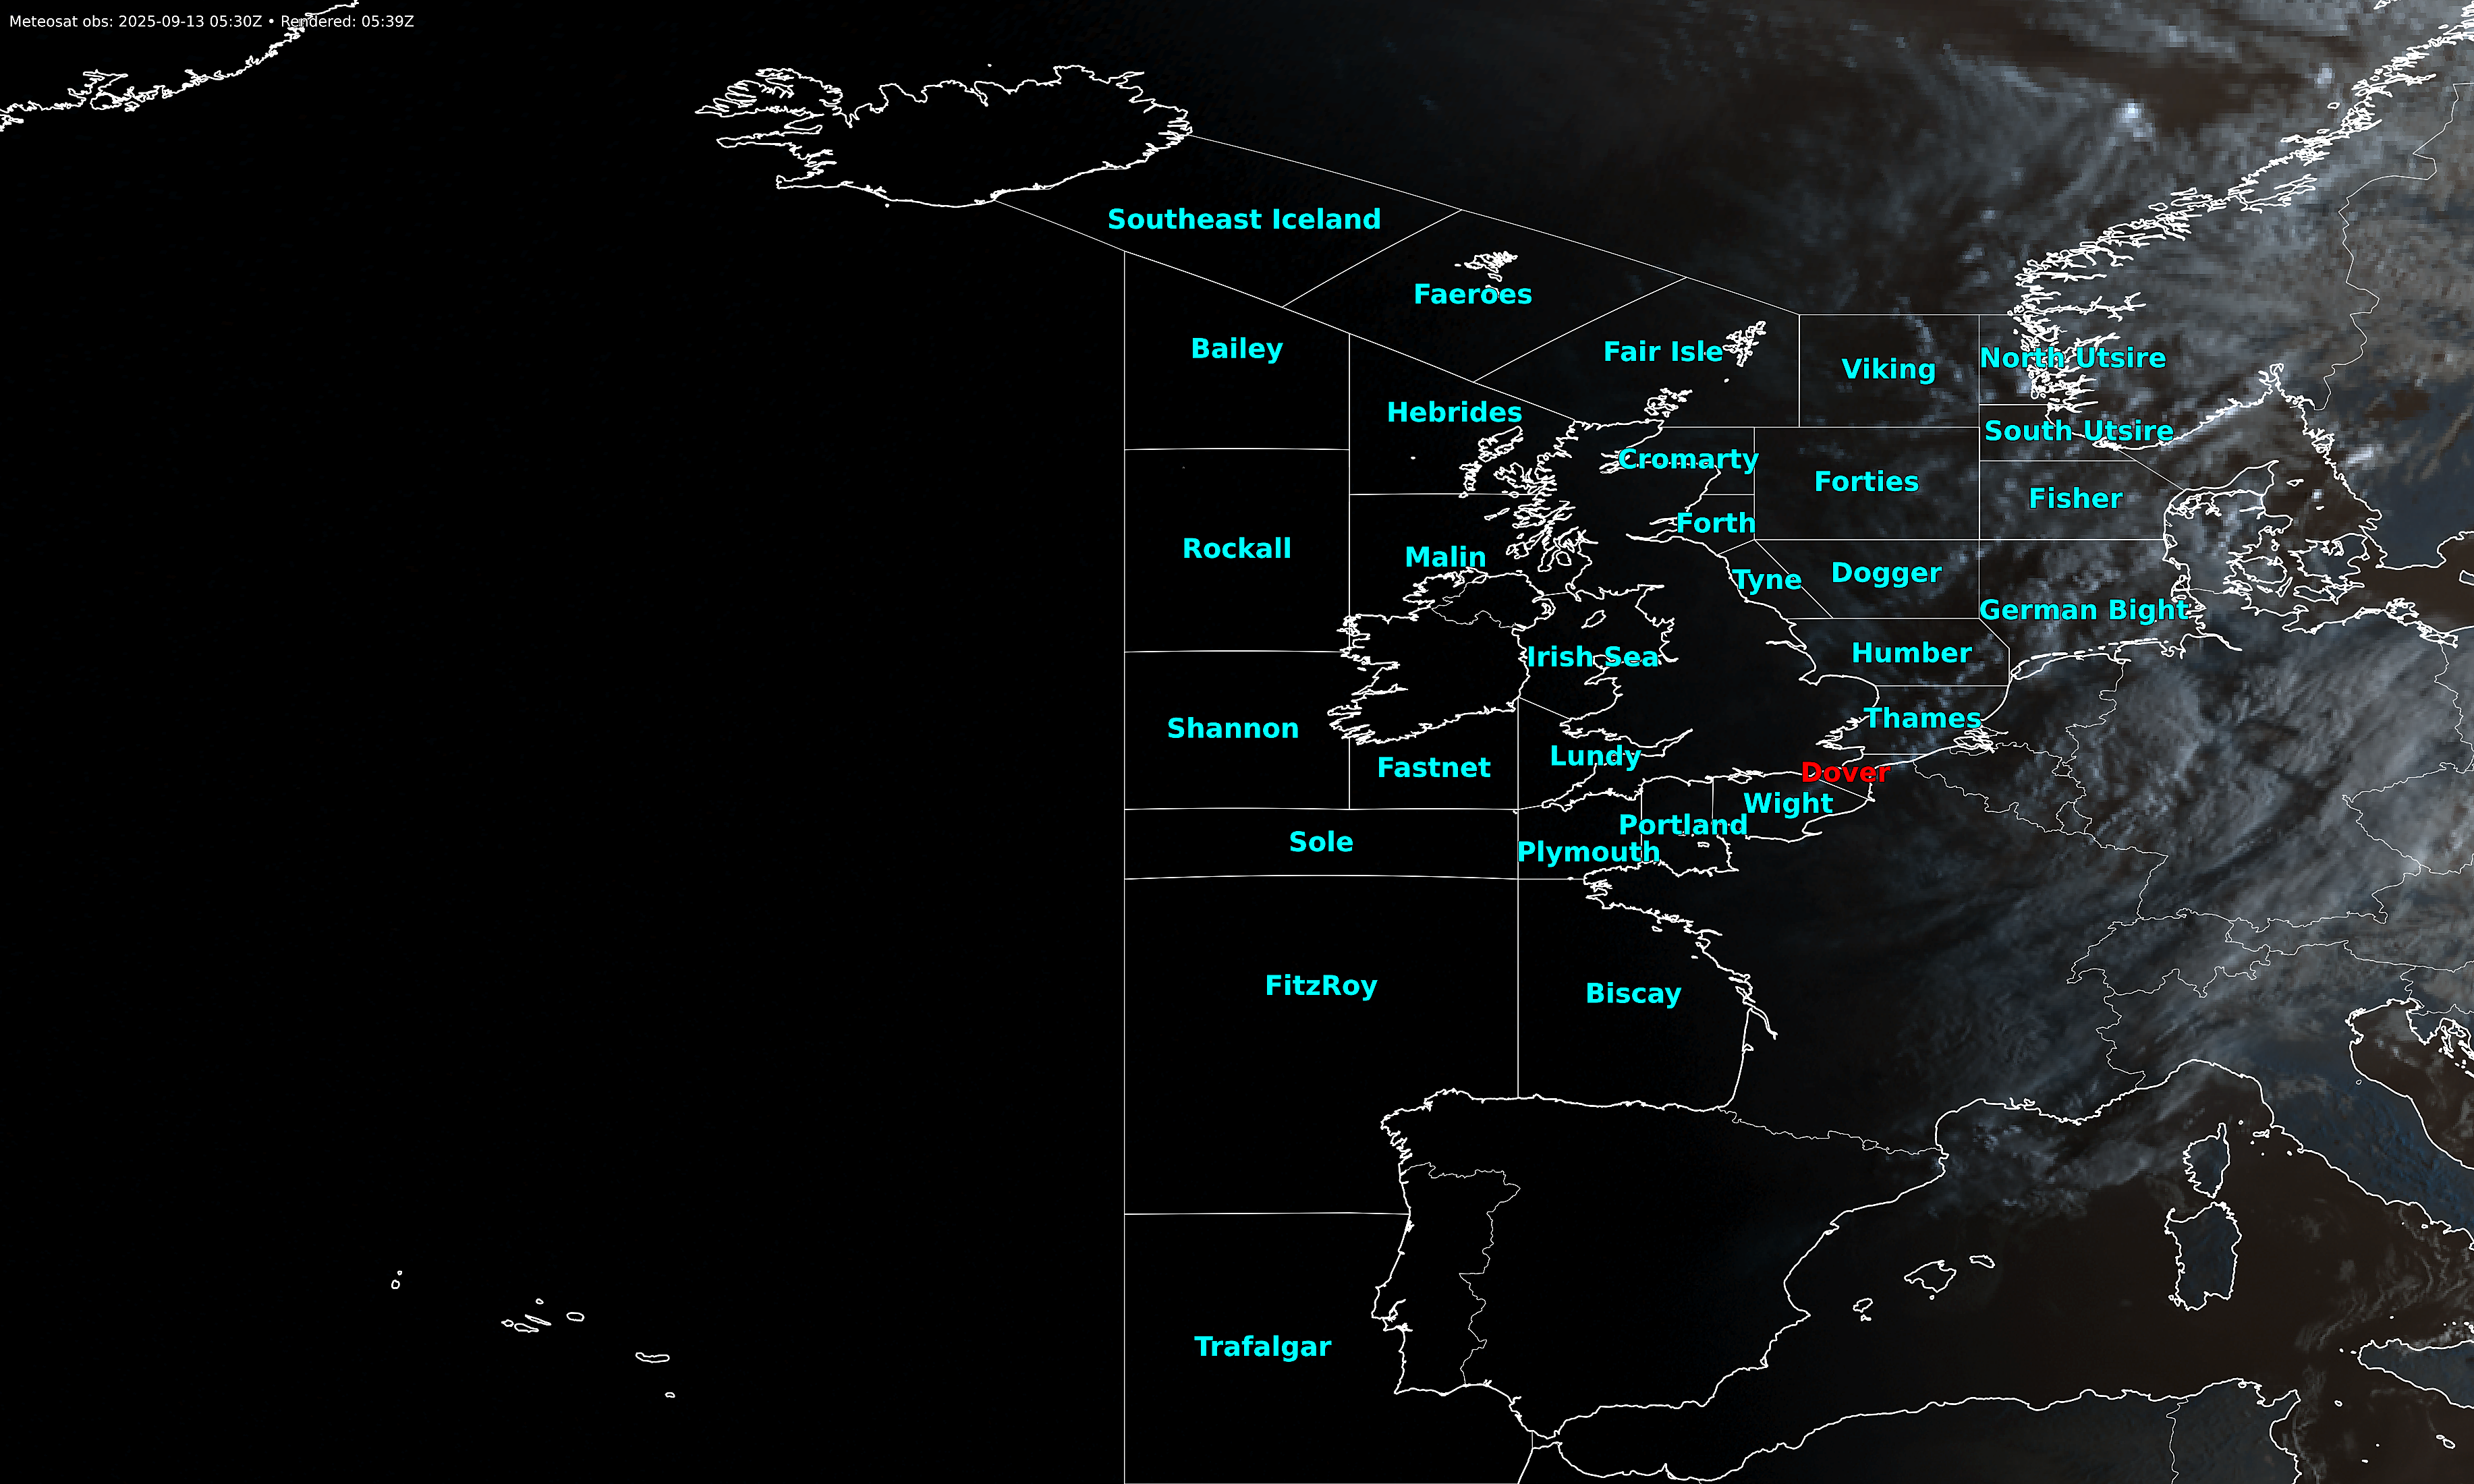 Meteosat obs: 2025-09-13 05:30Z • Rendered: 05:39Z
Southeast Iceland
Faeroes
Bailey
Fair Isle
Viking
North Utsire
Hebrides
South Utsire
Cromarty
Forties
Fisher
Forth
Rockall
Malin
Tyne
Dogger
German Bight
Humber
Irish Sea
Thames
Shannon
Lundy
Fastnet
Dover
Wight
Portland
Sole
Plymouth
FitzRoy
Biscay
Trafalgar